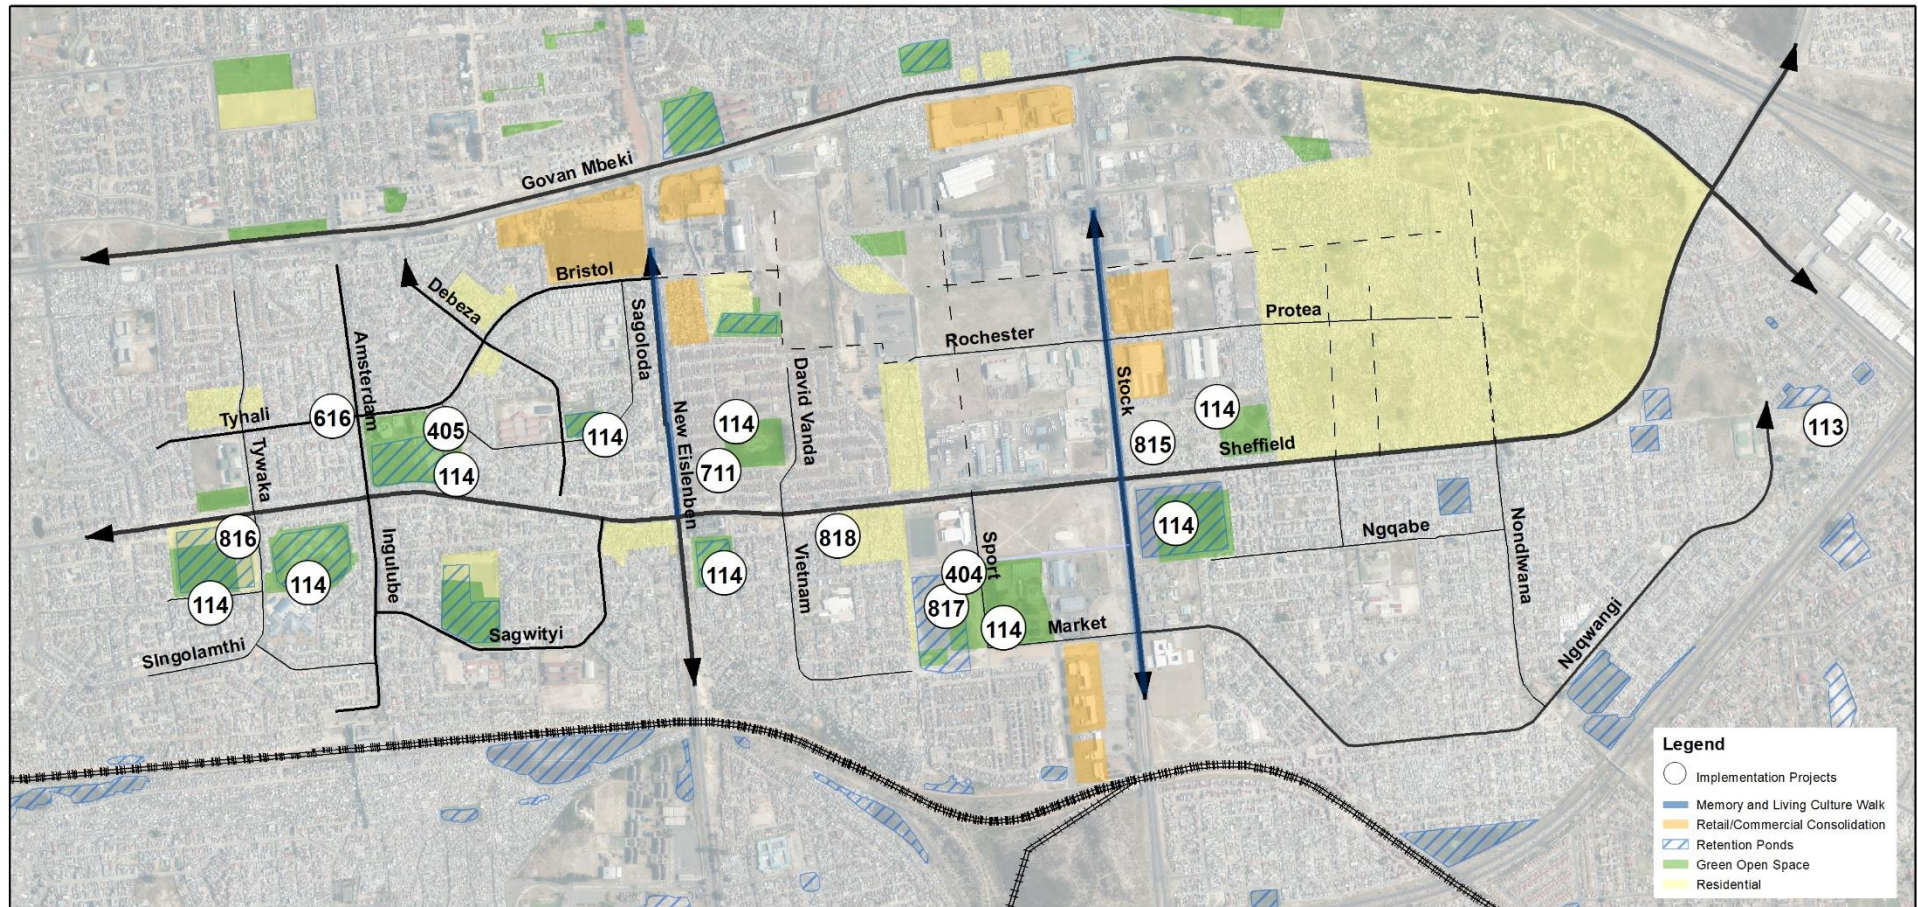 Govan Mbeki
Bristol
Debeza
Sagoloda
Amsterdam
Rochester
Protea
David Vanda
Stock
Tyhali
616
405
114
New Eislenben
114
114
815
113
Tywaka
114
711
Sheffield
816
Ingulube
818
114
Ngqabe
Nondlwana
114
114
114
Vietnam
Sport
404
817
114
Market
SIngolamthi
Sagwityi
Ngqwangi
Legend
Implementation Projects
Memory and Living Culture Walk
Retail/Commercial Consolidation
Retention Ponds
Green Open Space
Residential